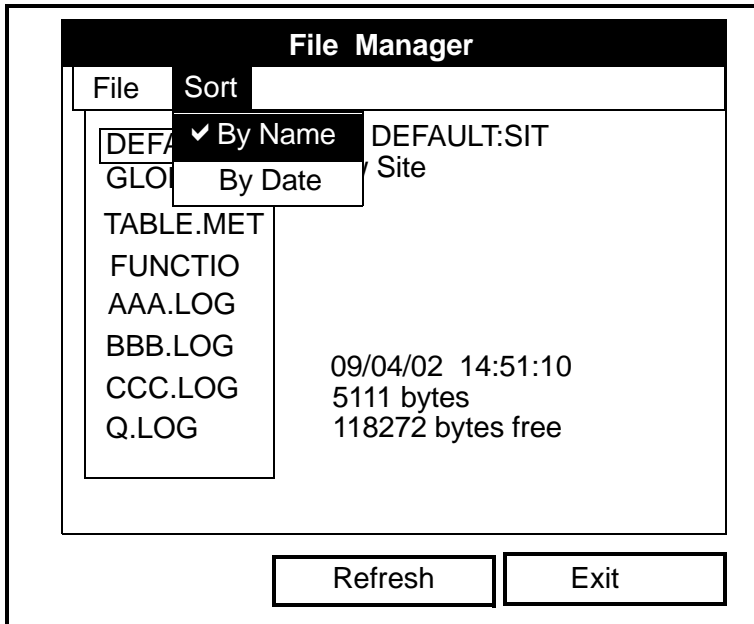 File Manager
File Sort
By Name
By Date
DEFAULT:SIT
Site
TABLE.MET
FUNCTIO
AAA.LOG
BBB.LOG
CCC.LOG
Q.LOG
09/04/02 14:51:10
5111 bytes
118272 bytes free
Refresh
Exit